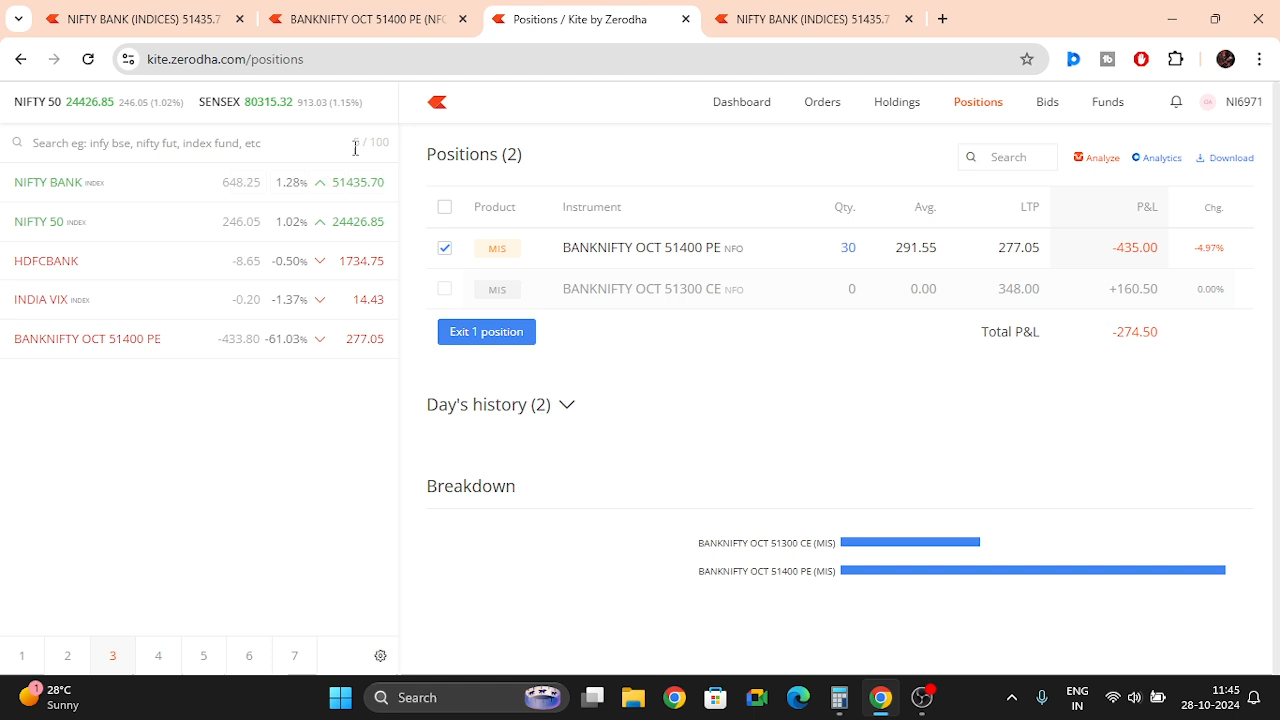 NIFTY BANK (INDICES) 51435.7
BANKNIFTY OCT 51400 PE (NFO
Positions / Kite by Zerodha
NIFTY BANK (INDICES) 51435.7
kite.zerodha.com/positions
NIFTY 50 24426.85 246.05 (1.02%) SENSEX 80315.32 913.03 (1.15%)
Dashboard Orders Holdings Positions Bids Funds NI6971
Search eg: infy bse, nifty fut, index fund, etc / 100
NIFTY BANK INDEX 648.25 1.28% 51435.70
NIFTY 50 INDEX 246.05 1.02% 24426.85
HDFCBANK -8.65 -0.50% 1734.75
INDIA VIX INDEX -0.20 -1.37% 14.43
BANKNIFTY OCT 51400 PE -433.80 -61.03% 277.05
1 2 3 4 5 6 7
Positions (2)
Search Analyze Analytics Download
Product Instrument Qty. Avg. LTP P&L Chg.
MIS BANKNIFTY OCT 51400 PE NFO 30 291.55 277.05 -435.00 -4.97%
MIS BANKNIFTY OCT 51300 CE NFO 0 0.00 348.00 +160.50 0.00%
Exit 1 position Total P&L -274.50
Day's history (2)
Breakdown
BANKNIFTY OCT 51300 CE (MIS)
BANKNIFTY OCT 51400 PE (MIS)
1
28°C
Sunny
Search
ENG
IN
11:45
28-10-2024